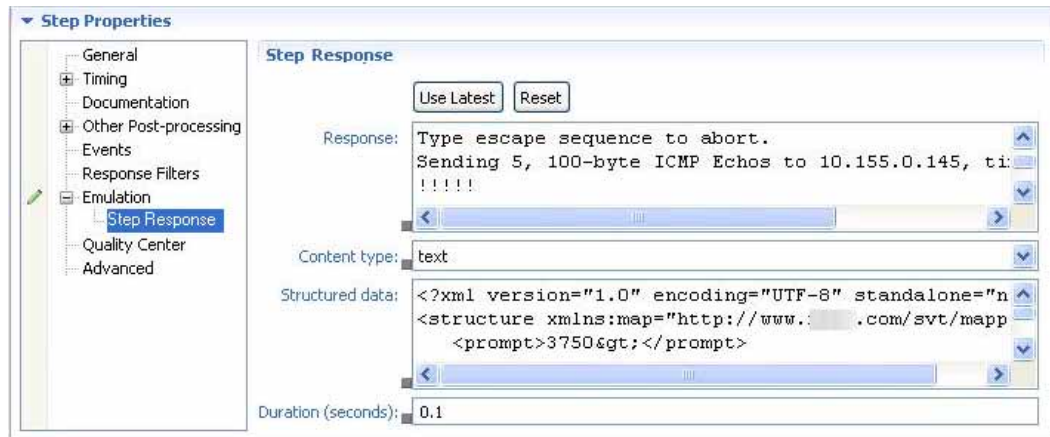 Step Properties
General
Timing
Documentation
Other Post-processing
Events
Response Filters
Emulation
Step Response
Quality Center
Advanced
Step Response
Use Latest Reset
Response:
Type escape sequence to abort.
Sending 5, 100-byte ICMP Echos to 10.155.0.145, ti
!!!!!
Content type: text
Structured data:
<?xml version="1.0" encoding="UTF-8" standalone="n
<structure xmlns:map="http://www. .com/svt/mapp
<prompt>3750&gt;</prompt>
Duration (seconds): 0.1